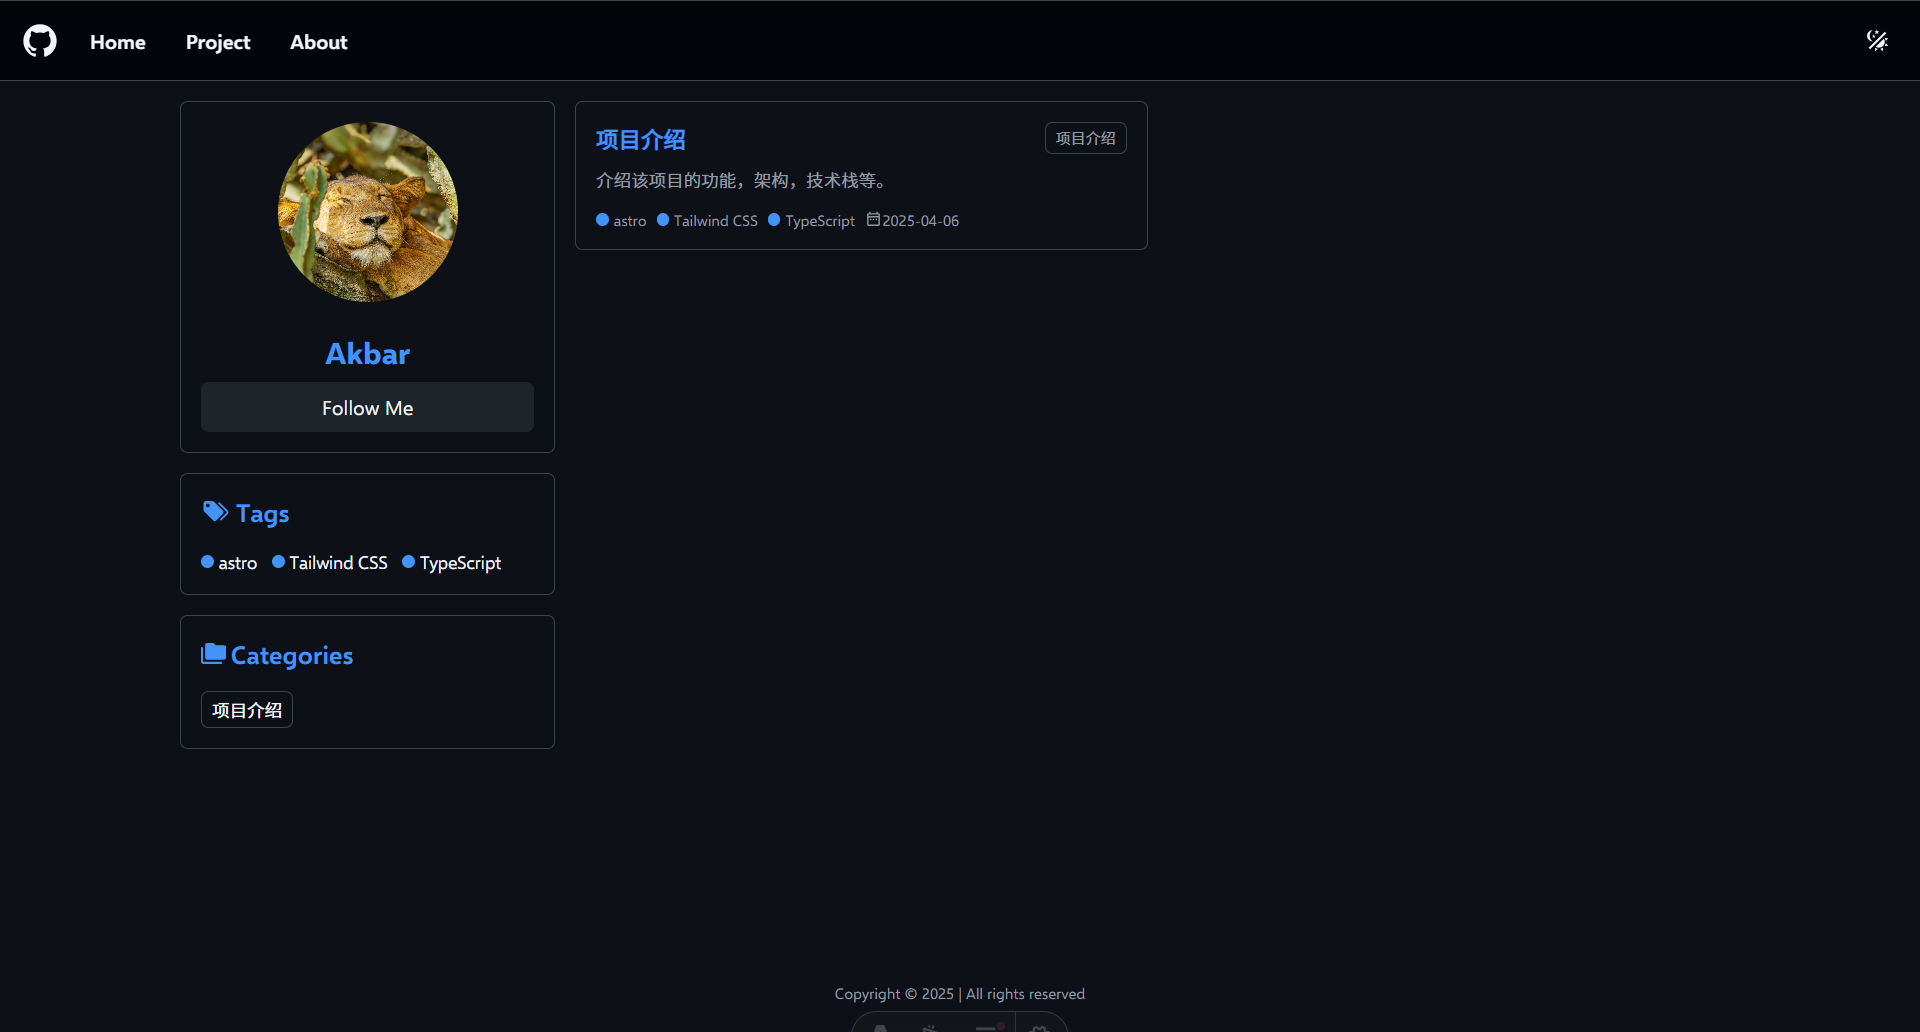 Home Project About
Akbar
Follow Me
Tags
astro Tailwind CSS TypeScript
Categories
项目介绍
项目介绍 项目介绍
介绍该项目的功能，架构，技术栈等。
astro Tailwind CSS TypeScript 2025-04-06
Copyright © 2025 | All rights reserved